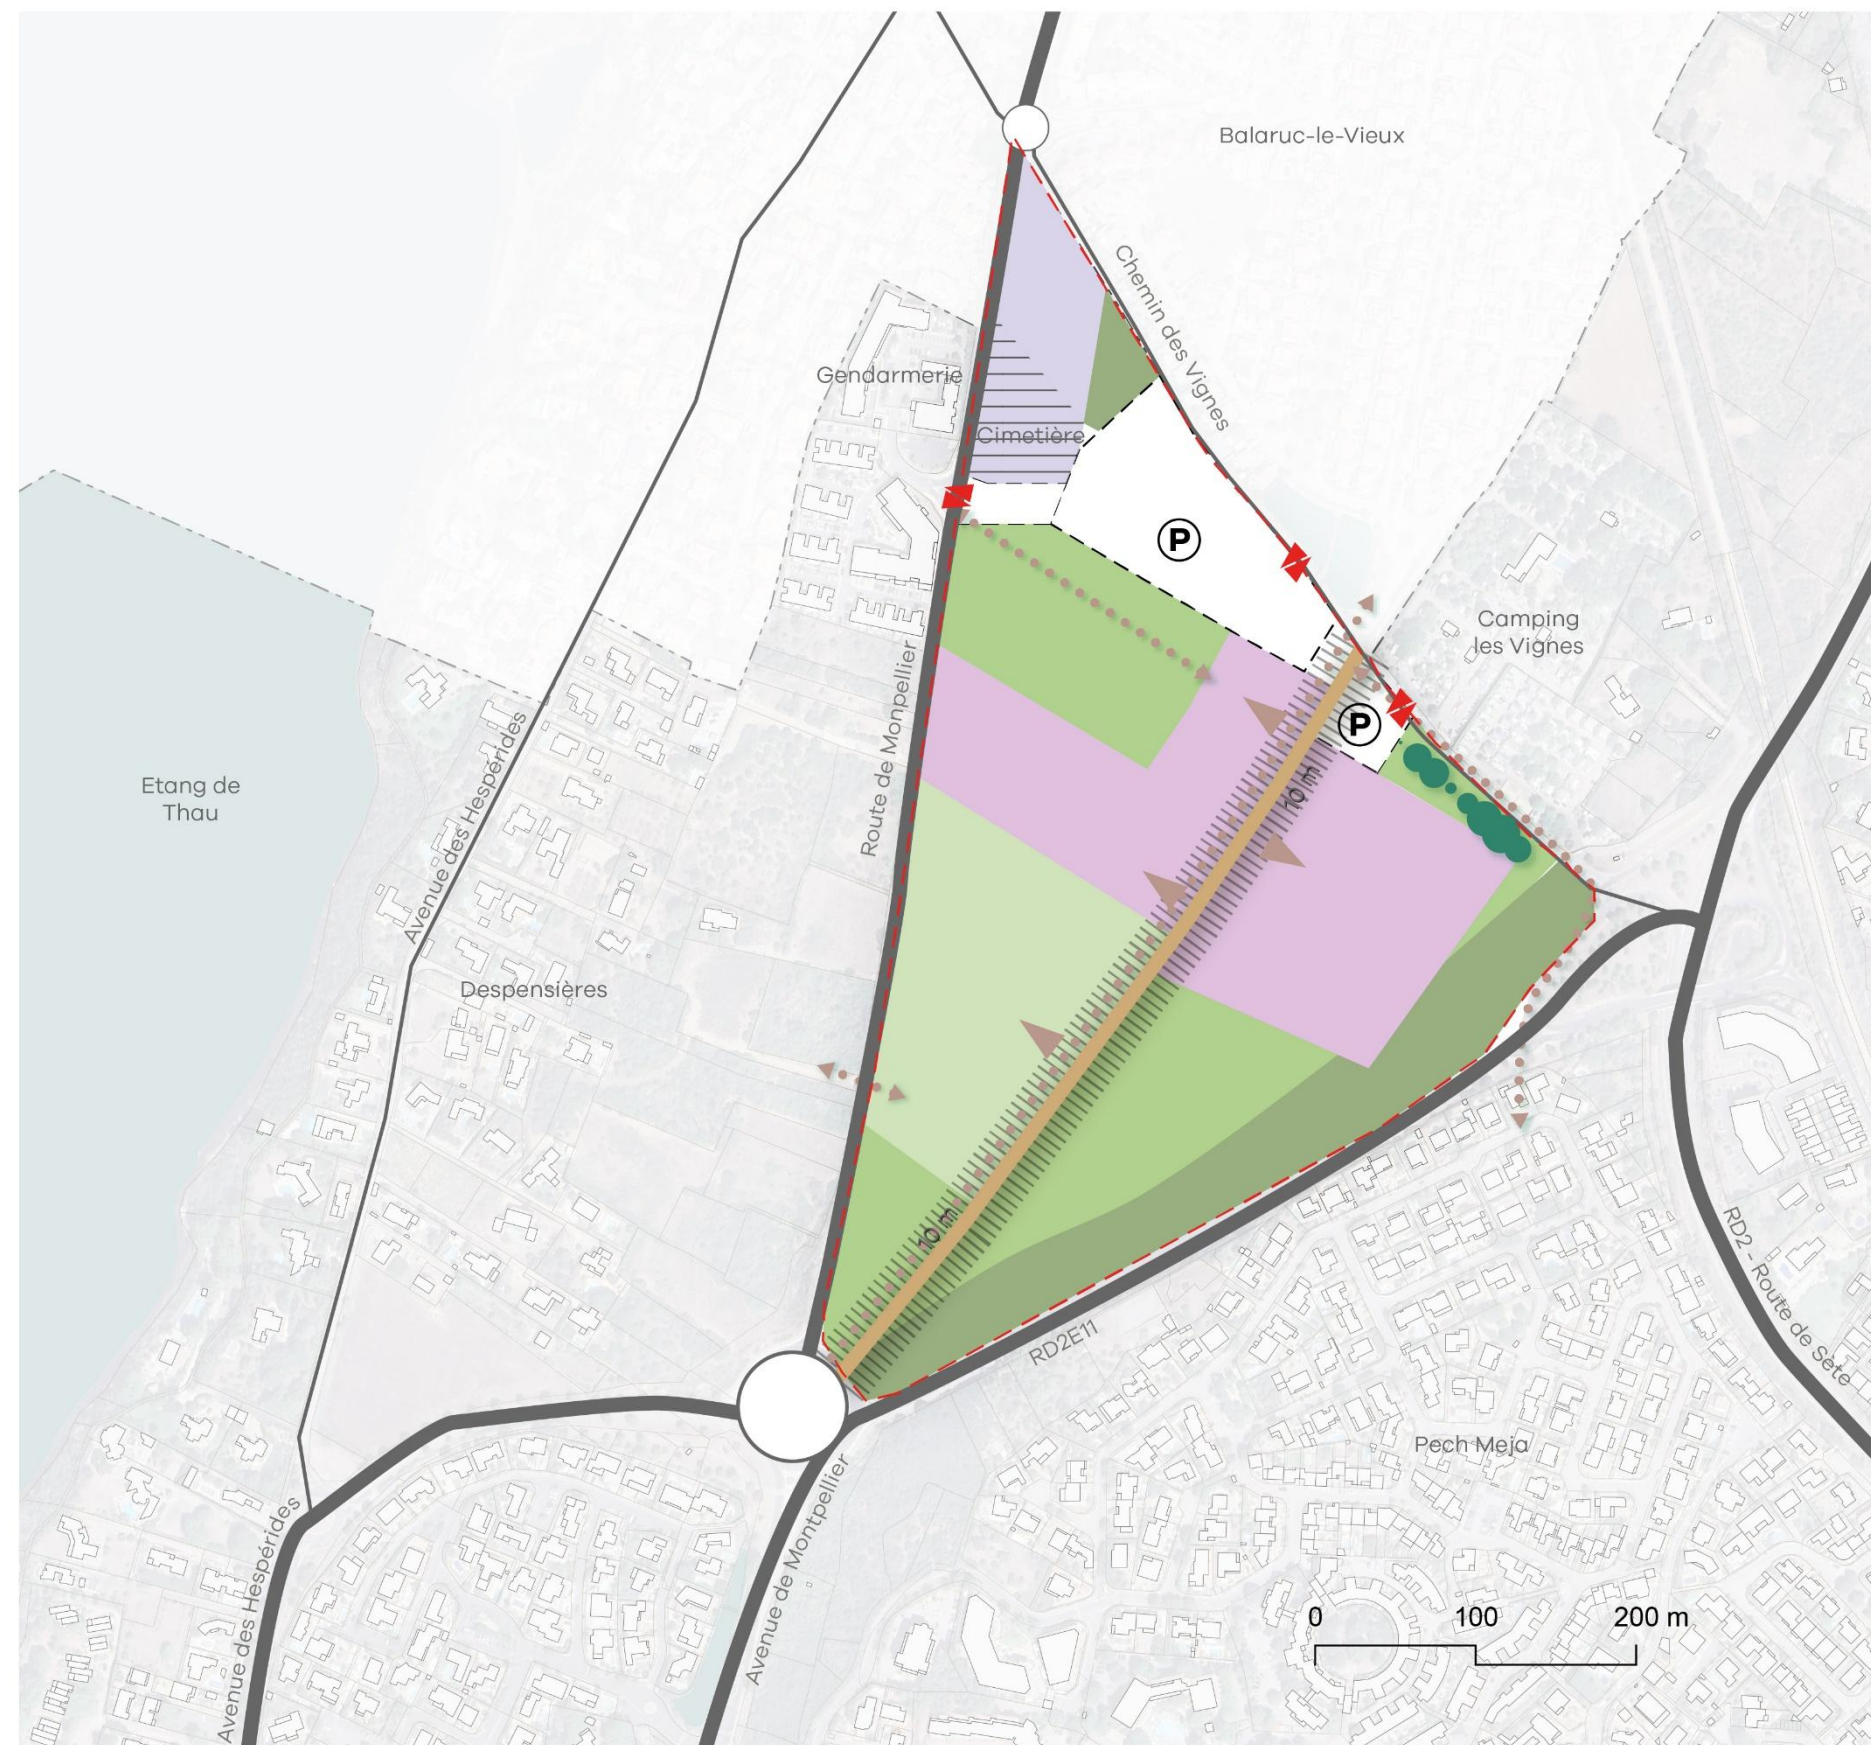 Balaruc-le-Vieux
Chemin des Vignes
Gendarmerie
Cimetière
P
Camping
les Vignes
P
Route de Monpellier
10 m
Etang de
Thau
Avenue des Hespérides
Despensières
10 m
RD2 - Route de Sète
RD2E11
Pech Meja
Avenue de Montpellier
Avenue des Hespérides
0 100 200 m